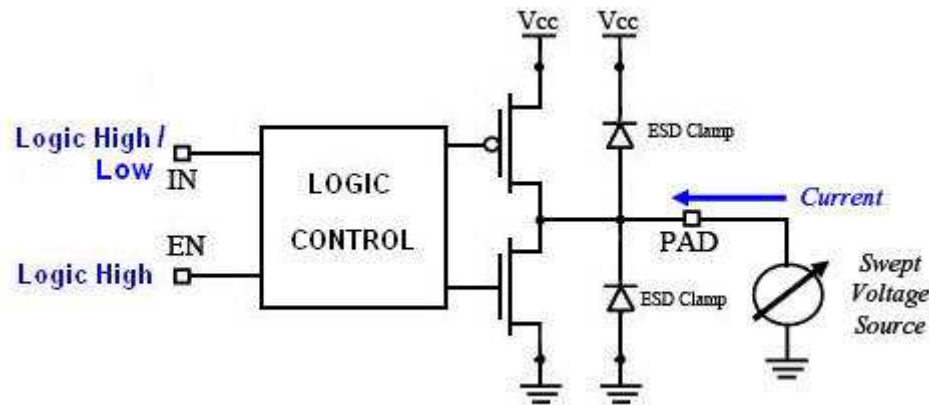 Vcc
Vcc
Logic High /
Low
IN
LOGIC
CONTROL
ESD Clamp
Current
EN
Logic High
PAD
ESD Clamp
Swept
Voltage
Source